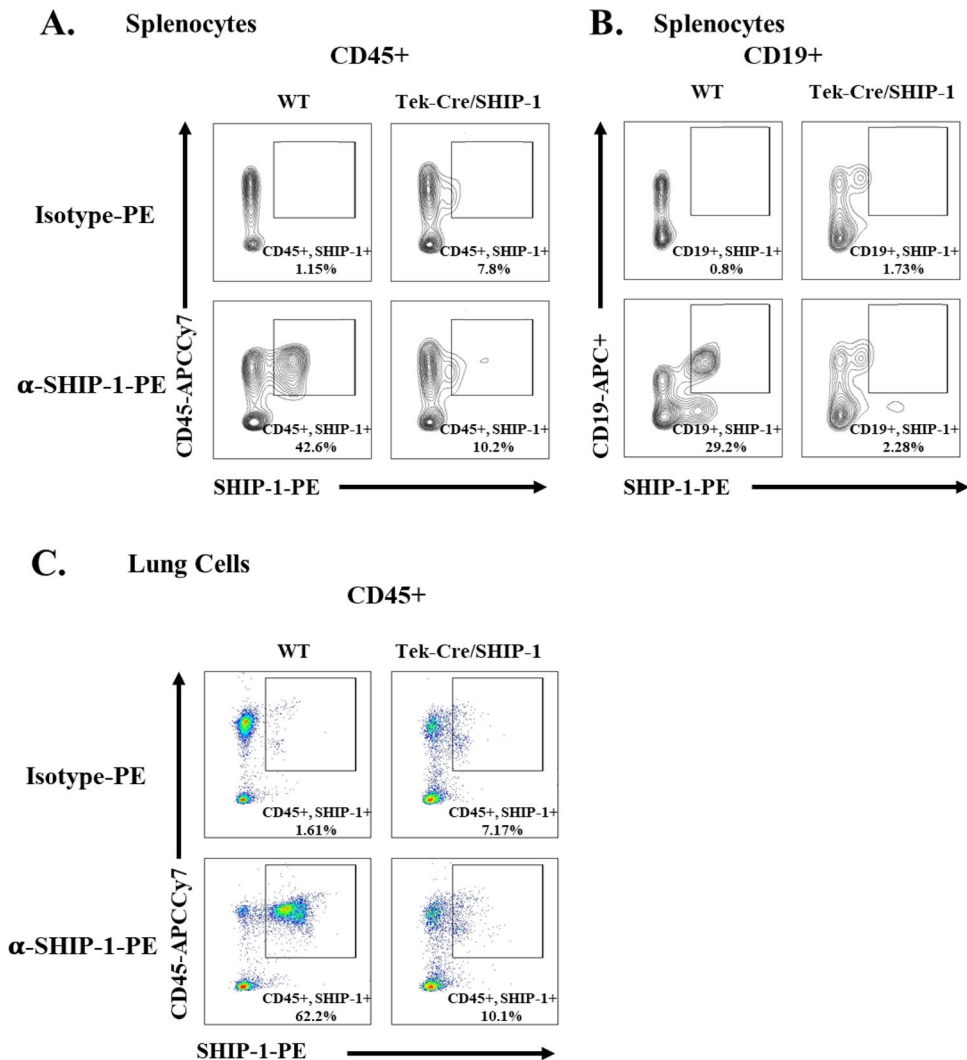 A. Splenocytes
CD45+
WT Tek-Cre/SHIP-1
Isotype-PE
CD45+, SHIP-1+
1.15%
CD45+, SHIP-1+
7.8%
α-SHIP-1-PE
CD45+, SHIP-1+
42.6%
CD45+, SHIP-1+
10.2%
CD45-APCCy7
SHIP-1-PE
B. Splenocytes
CD19+
WT Tek-Cre/SHIP-1
CD19+, SHIP-1+
0.8%
CD19+, SHIP-1+
1.73%
CD19+, SHIP-1+
29.2%
CD19+, SHIP-1+
2.28%
CD19-APC+
SHIP-1-PE
C. Lung Cells
CD45+
WT Tek-Cre/SHIP-1
Isotype-PE
CD45+, SHIP-1+
1.61%
CD45+, SHIP-1+
7.17%
α-SHIP-1-PE
CD45+, SHIP-1+
62.2%
CD45+, SHIP-1+
10.1%
CD45-APCCy7
SHIP-1-PE